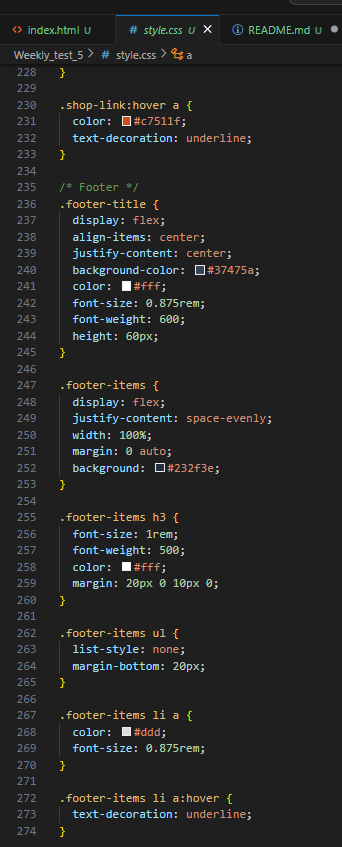 index.html U
style.css U
README.md U
Weekly_test_5 > style.css > a
228 }
229
230 .shop-link:hover a {
231 color: #c7511f;
232 text-decoration: underline;
233 }
234
235 /* Footer */
236 .footer-title {
237 display: flex;
238 align-items: center;
239 justify-content: center;
240 background-color: #37475a;
241 color: #fff;
242 font-size: 0.875rem;
243 font-weight: 600;
244 height: 60px;
245 }
246
247 .footer-items {
248 display: flex;
249 justify-content: space-evenly;
250 width: 100%;
251 margin: 0 auto;
252 background: #232f3e;
253 }
254
255 .footer-items h3 {
256 font-size: 1rem;
257 font-weight: 500;
258 color: #fff;
259 margin: 20px 0 10px 0;
260 }
261
262 .footer-items ul {
263 list-style: none;
264 margin-bottom: 20px;
265 }
266
267 .footer-items li a {
268 color: #ddd;
269 font-size: 0.875rem;
270 }
271
272 .footer-items li a:hover {
273 text-decoration: underline;
274 }